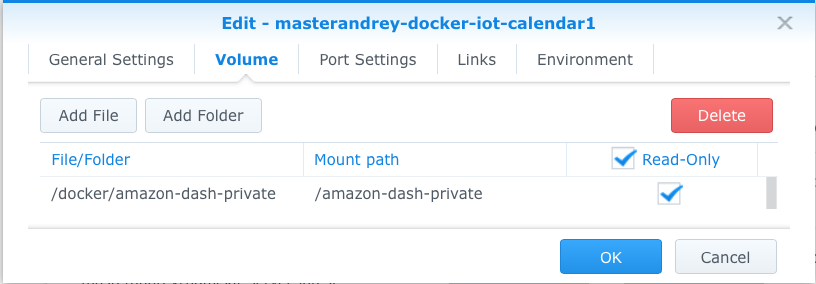 Edit - masterandrey-docker-iot-calendar1
General Settings Volume Port Settings Links Environment
Add File Add Folder Delete
File/Folder Mount path Read-Only
/docker/amazon-dash-private /amazon-dash-private
OK Cancel